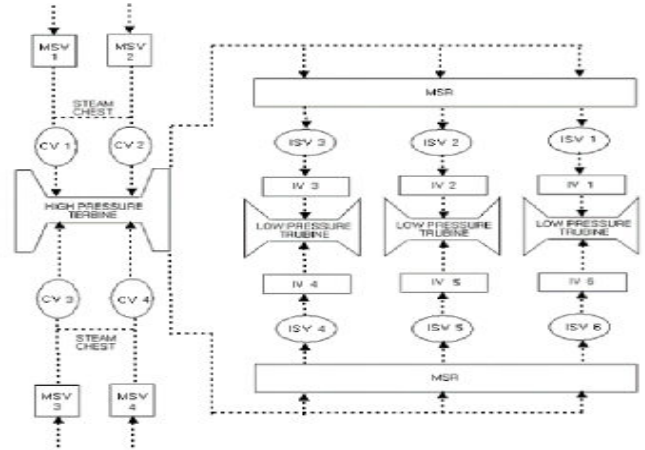 MSV
1
MSV
2
STEAM
CHEST
CV 1
CV 2
HIGH PRESSURE
TERBINE
CV 3
CV 4
STEAM
CHEST
MSV
3
MSV
4
MSR
ISV 3
ISV 2
ISV 1
IV 3
IV 2
IV 1
LOW PRESSURE
TRUBINE
LOW PRESSURE
TRUBINE
LOW PRESSURE
TRUBINE
IV 4
IV 5
IV 6
ISV 4
ISV 5
ISV 6
MSR